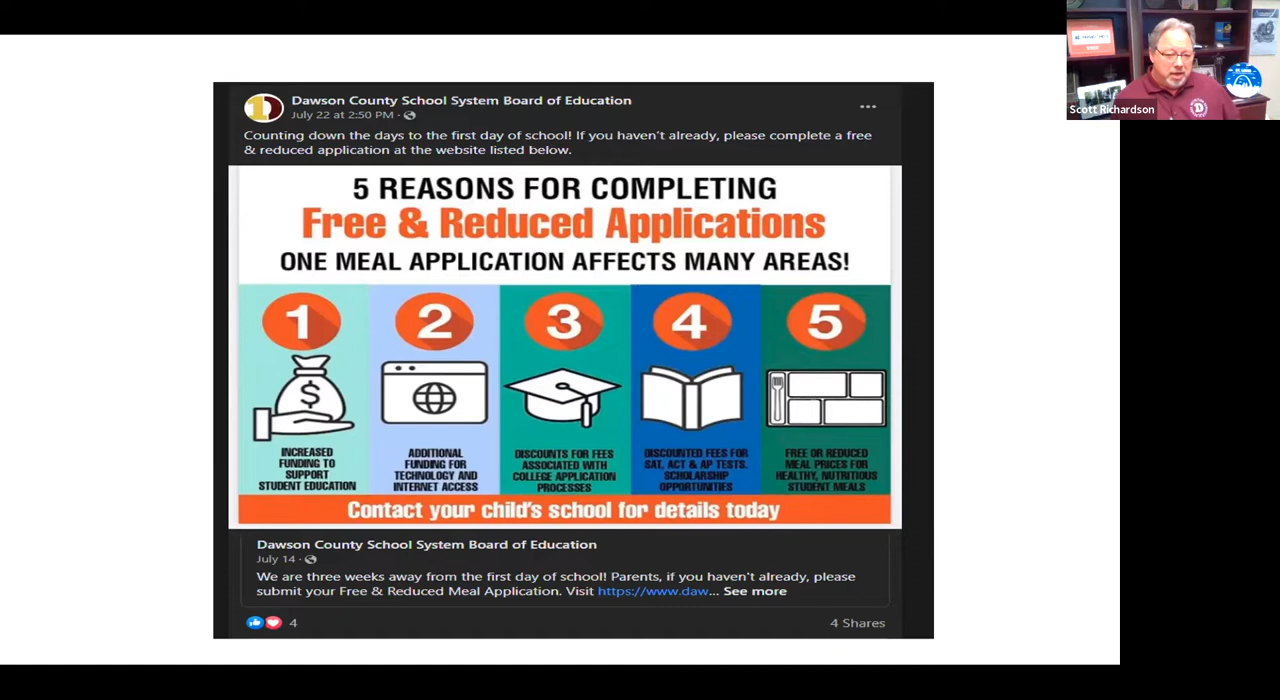 Dawson County School System Board of Education
July 22 at 2:50 PM ·
Counting down the days to the first day of school! If you haven't already, please complete a free
& reduced application at the website listed below.
5 REASONS FOR COMPLETING
Free & Reduced Applications
ONE MEAL APPLICATION AFFECTS MANY AREAS!
1
INCREASED
FUNDING TO
SUPPORT
STUDENT EDUCATION
2
ADDITIONAL
FUNDING FOR
TECHNOLOGY AND
INTERNET ACCESS
3
DISCOUNTS FOR FEES
ASSOCIATED WITH
COLLEGE APPLICATION
PROCESSES
4
DISCOUNTED FEES FOR
SAT, ACT & AP TESTS.
SCHOLARSHIP
OPPORTUNITIES
5
FREE OR REDUCED
MEAL PRICES FOR
HEALTHY, NUTRITIOUS
STUDENT MEALS
Contact your child's school for details today
Dawson County School System Board of Education
July 14 ·
We are three weeks away from the first day of school! Parents, if you haven't already, please
submit your Free & Reduced Meal Application. Visit https://www.daw... See more
4
4 Shares
Scott Richardson